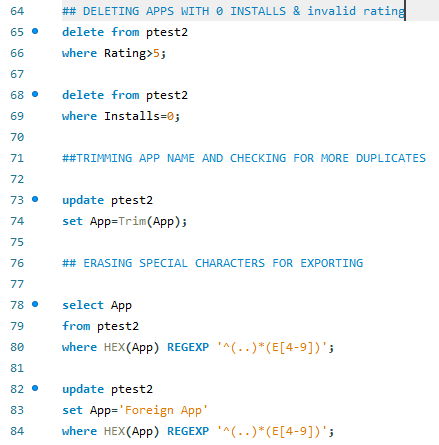 64 ## DELETING APPS WITH 0 INSTALLS & invalid rating
65 delete from ptest2
66 where Rating>5;
67
68 delete from ptest2
69 where Installs=0;
70
71 ##TRIMMING APP NAME AND CHECKING FOR MORE DUPLICATES
72
73 update ptest2
74 set App=Trim(App);
75
76 ## ERASING SPECIAL CHARACTERS FOR EXPORTING
77
78 select App
79 from ptest2
80 where HEX(App) REGEXP '^(..)*(E[4-9])';
81
82 update ptest2
83 set App='Foreign App'
84 where HEX(App) REGEXP '^(..)*(E[4-9])';